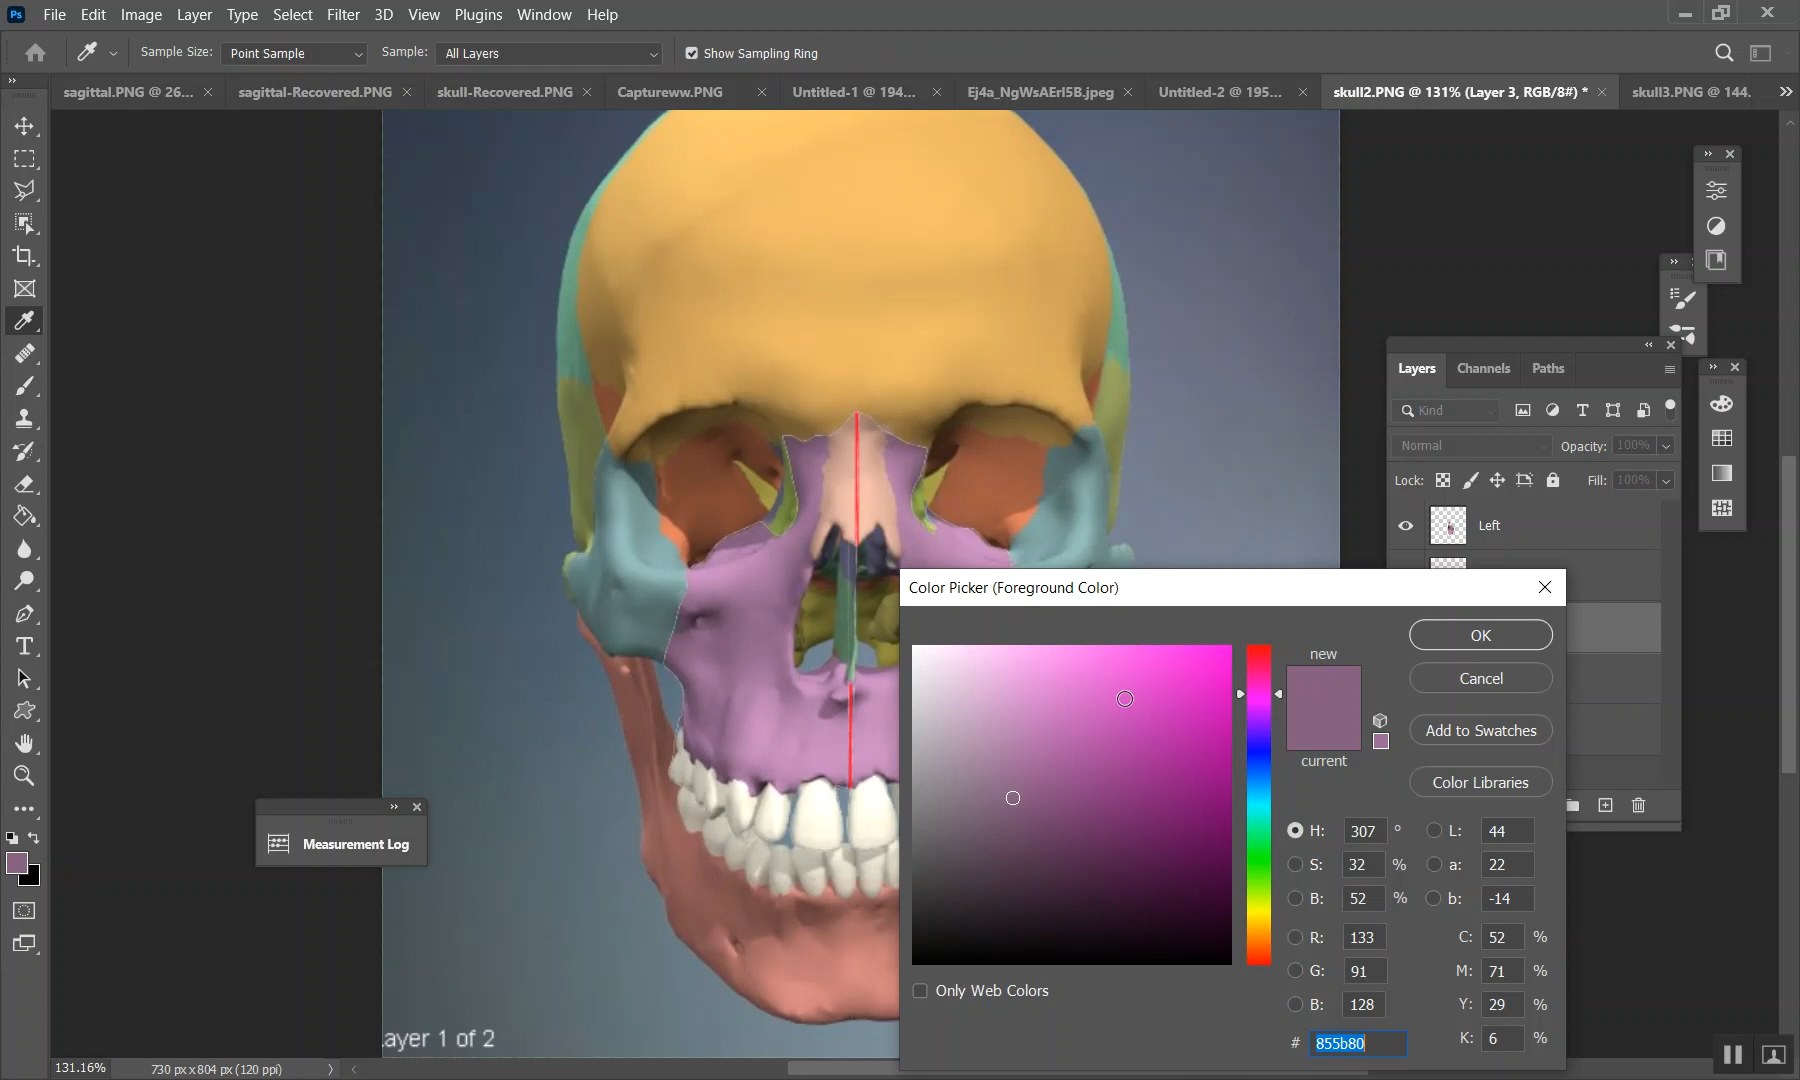 Ps File Edit Image Layer Type Select Filter 3D View Plugins Window Help
Sample Size: Point Sample Sample: All Layers Show Sampling Ring
sagittal.PNG @ 26... sagittal-Recovered.PNG skull-Recovered.PNG Captureww.PNG Untitled-1 @ 194... Ej4a_NgWsAErI5B.jpeg Untitled-2 @ 195... skull2.PNG @ 131% (Layer 3, RGB/8#) * skull3.PNG @ 144.
Layers Channels Paths
Kind
Normal Opacity: 100%
Lock: Fill: 100%
Left
Color Picker (Foreground Color)
OK
new
Cancel
Add to Swatches
current
Color Libraries
H: 307 ° L: 44
S: 32 % a: 22
B: 52 % b: -14
R: 133 C: 52 %
G: 91 M: 71 %
B: 128 Y: 29 %
# 855b80 K: 6 %
Only Web Colors
Measurement Log
ayer 1 of 2
131.16% 730 px x 804 px (120 ppi)